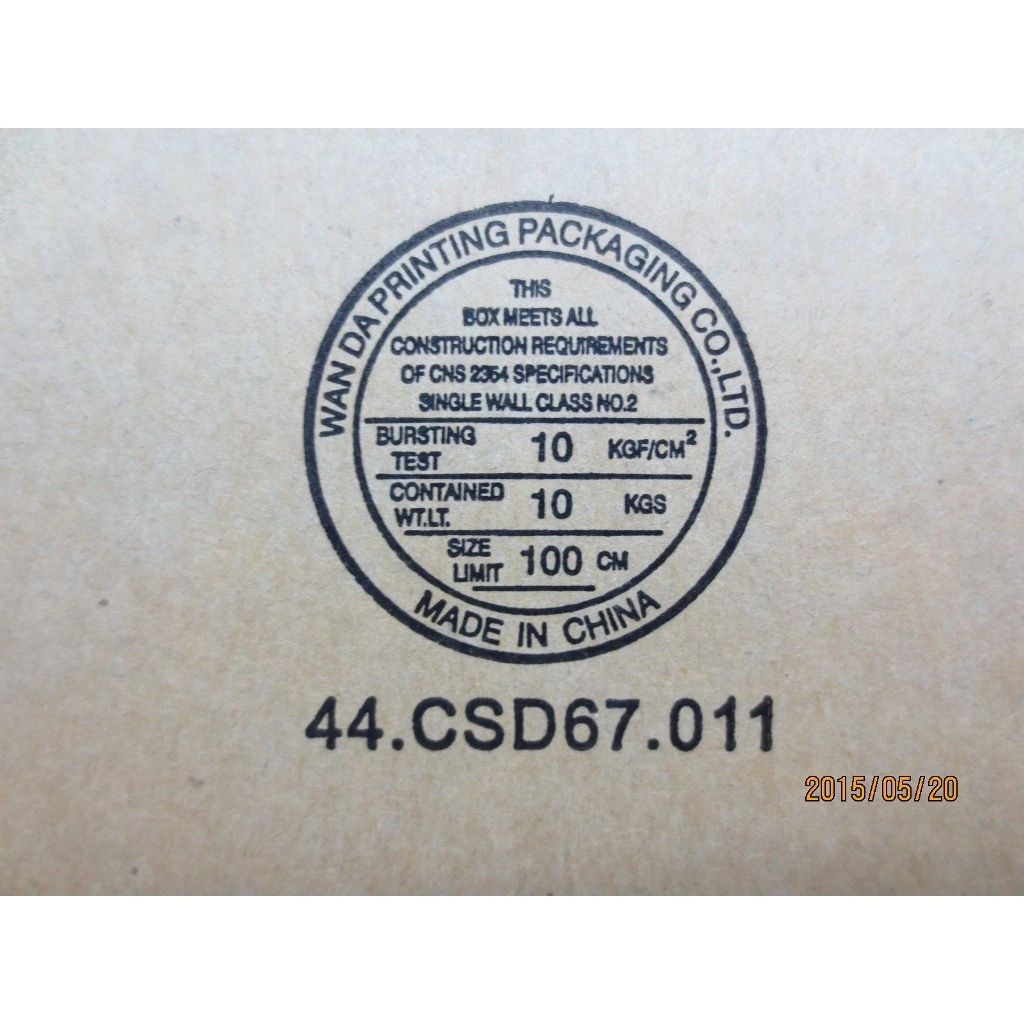 WAN DA PRINTING PACKAGING CO.,LTD.
THIS
BOX MEETS ALL
CONSTRUCTION REQUIREMENTS
OF CNS 2354 SPECIFICATIONS
SINGLE WALL CLASS NO.2
BURSTING TEST 10 KGF/CM²
CONTAINED WT.LT. 10 KGS
SIZE LIMIT 100 CM
MADE IN CHINA
44.CSD67.011
2015/05/20